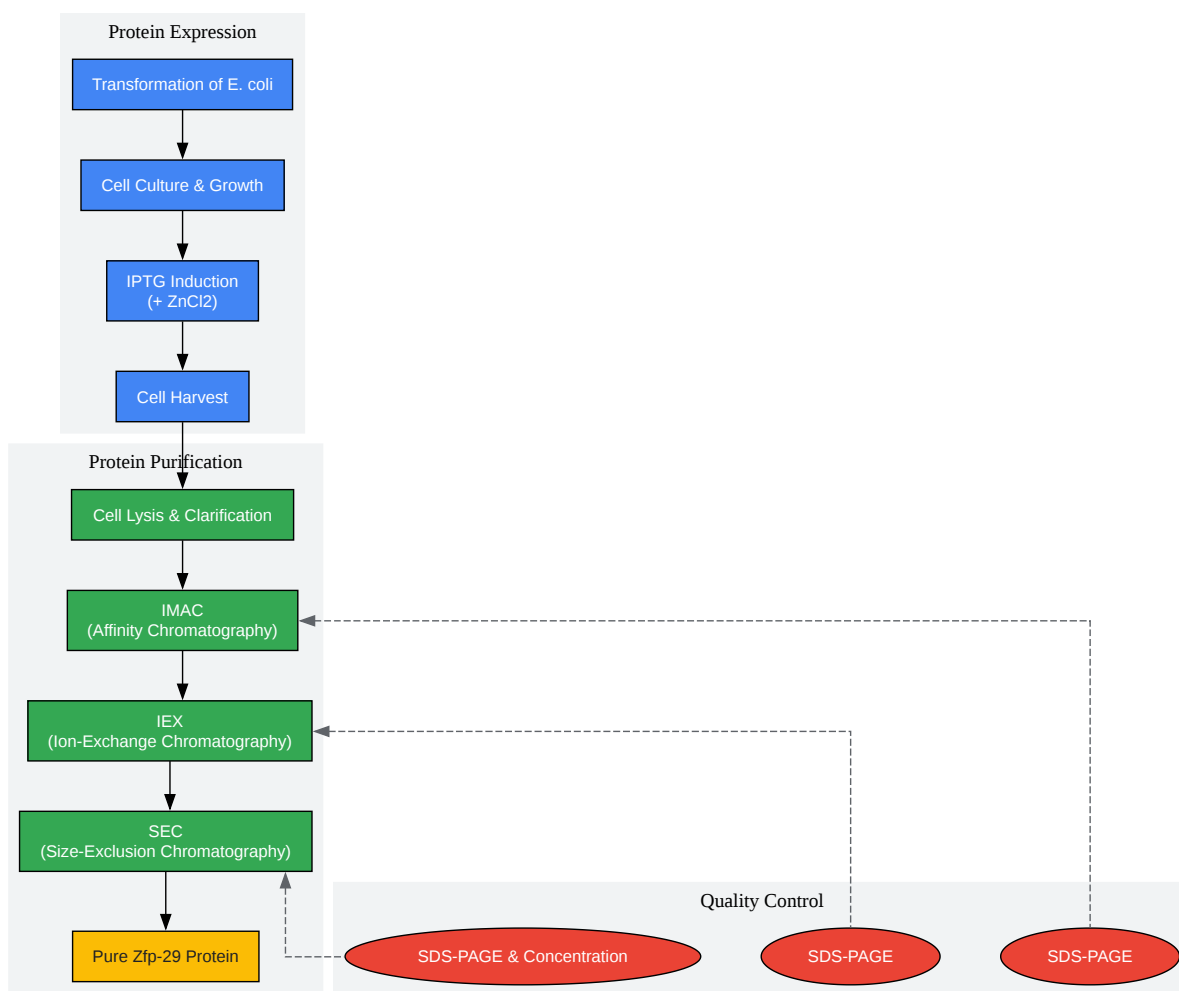 Protein Expression
Transformation of E. coli
Cell Culture & Growth
IPTG Induction
(+ ZnCl2)
Cell Harvest
Protein Purification
Cell Lysis & Clarification
IMAC
(Affinity Chromatography)
IEX
(Ion-Exchange Chromatography)
SEC
(Size-Exclusion Chromatography)
Pure Zfp-29 Protein
Quality Control
SDS-PAGE & Concentration
SDS-PAGE
SDS-PAGE